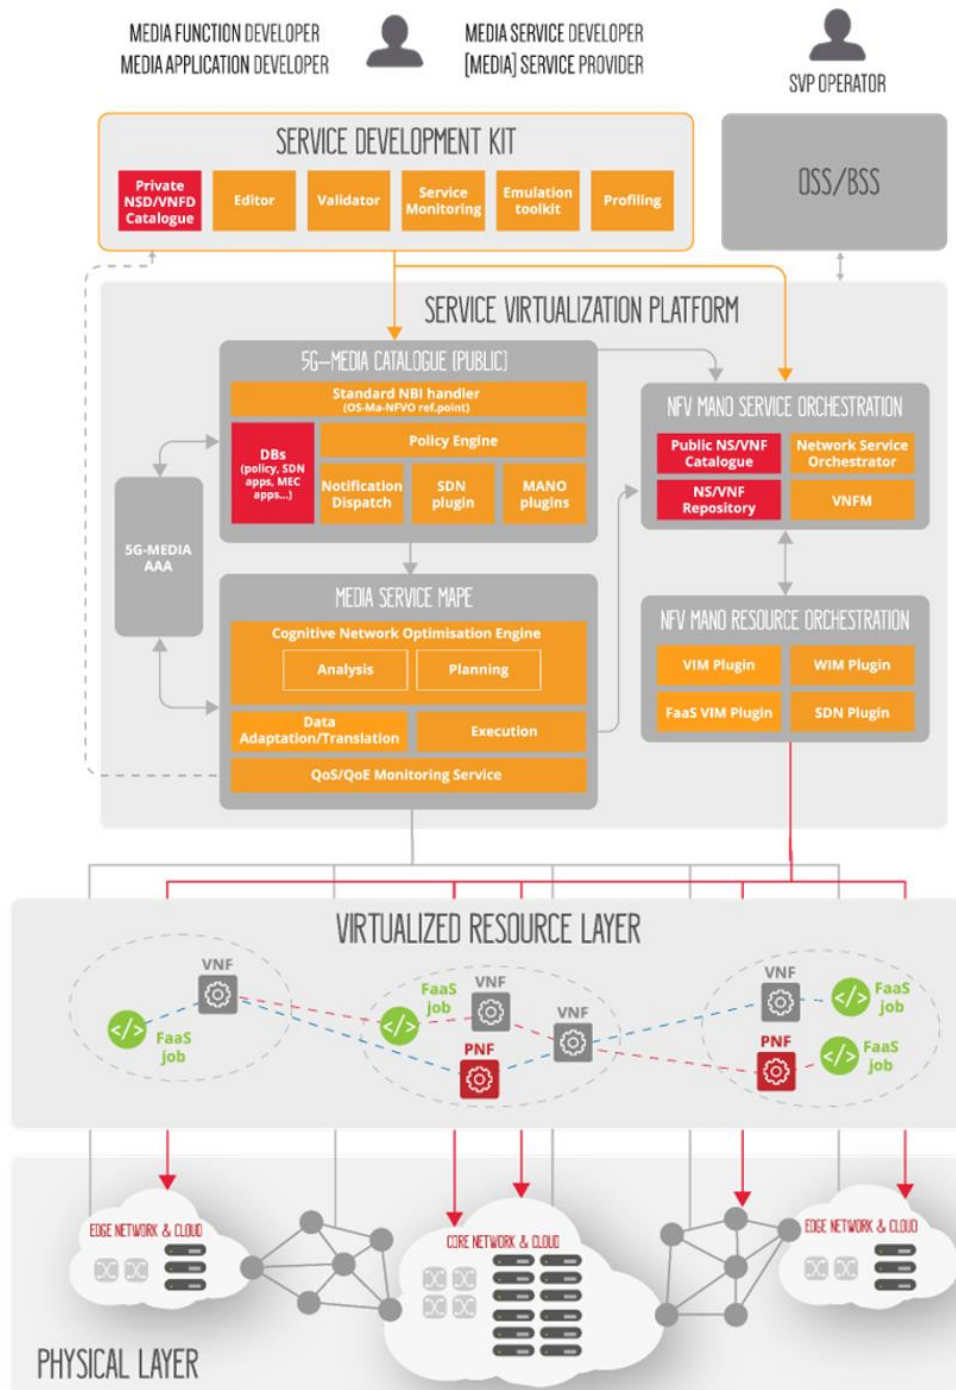 MEDIA FUNCTION DEVELOPER
MEDIA APPLICATION DEVELOPER
MEDIA SERVICE DEVELOPER
[MEDIA] SERVICE PROVIDER
SVP OPERATOR
SERVICE DEVELOPMENT KIT
Private
NSD/VNFD
Catalogue
Editor
Validator
Service
Monitoring
Emulation
toolkit
Profiling
OSS/BSS
SERVICE VIRTUALIZATION PLATFORM
5G-MEDIA CATALOGUE (PUBLIC)
Standard NBI handler
(OS-Ma-NFVO ref.point)
DBs
(policy, SDN
apps, MEC
apps...)
Policy Engine
Notification
Dispatch
SDN
plugin
MANO
plugins
NFV MANO SERVICE ORCHESTRATION
Public NS/VNF
Catalogue
Network Service
Orchestrator
NS/VNF
Repository
VNFM
5G-MEDIA
AAA
MEDIA SERVICE MAPE
Cognitive Network Optimisation Engine
Analysis
Planning
Data
Adaptation/Translation
Execution
QoS/QoE Monitoring Service
NFV MANO RESOURCE ORCHESTRATION
VIM Plugin
WIM Plugin
FaaS VIM Plugin
SDN Plugin
VIRTUALIZED RESOURCE LAYER
VNF
FaaS
job
FaaS
job
VNF
VNF
PNF
VNF
FaaS
job
PNF
FaaS
job
EDGE NETWORK & CLOUD
CORE NETWORK & CLOUD
EDGE NETWORK & CLOUD
PHYSICAL LAYER